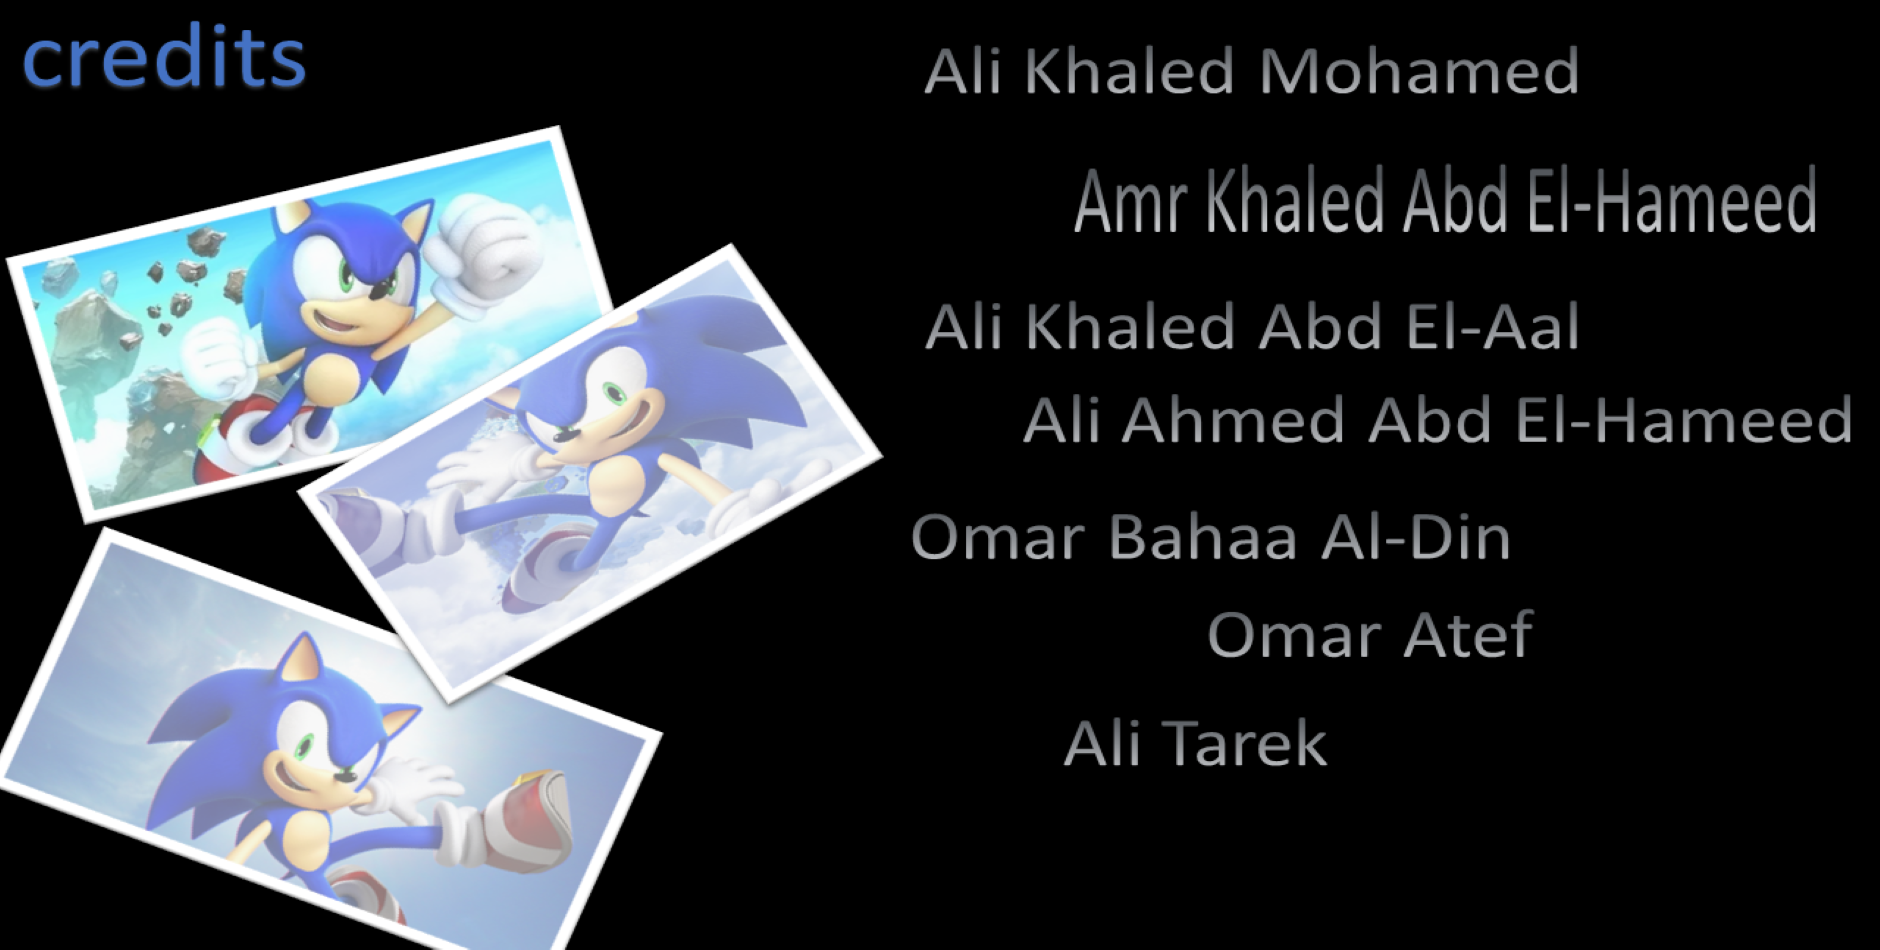 credits
Ali Khaled Mohamed
Amr Khaled Abd El-Hameed
Ali Khaled Abd El-Aal
Ali Ahmed Abd El-Hameed
Omar Bahaa Al-Din
Omar Atef
Ali Tarek